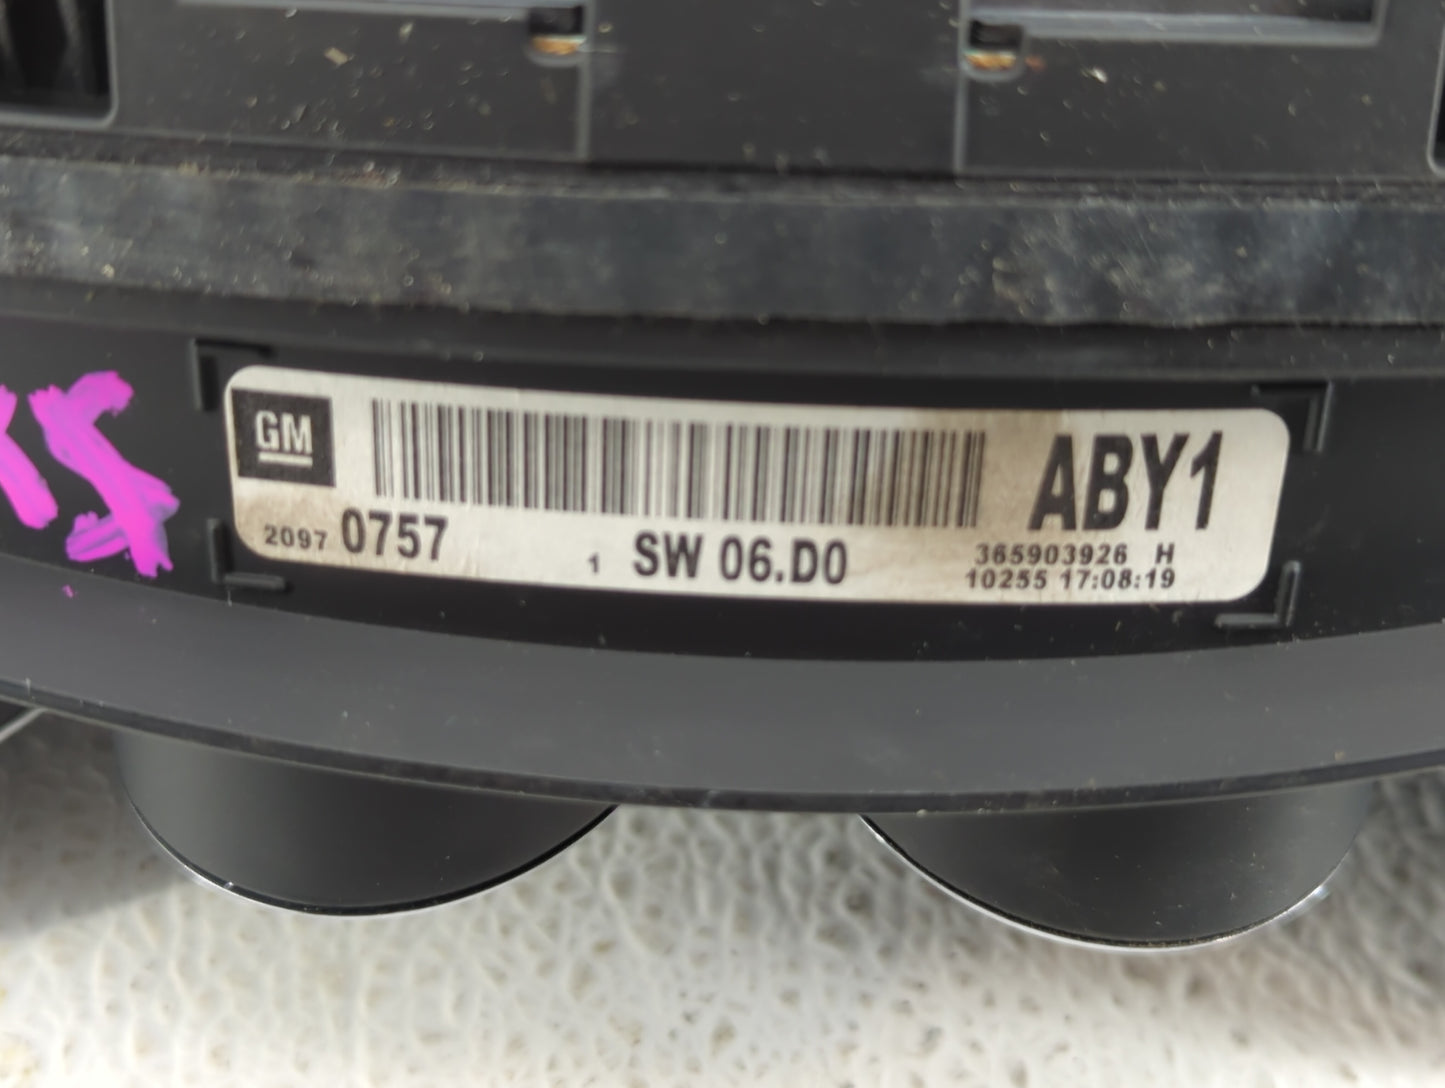 GM
ABY1
2097 0757
1 SW 06.D0
365903926 H
10255 17:08:19